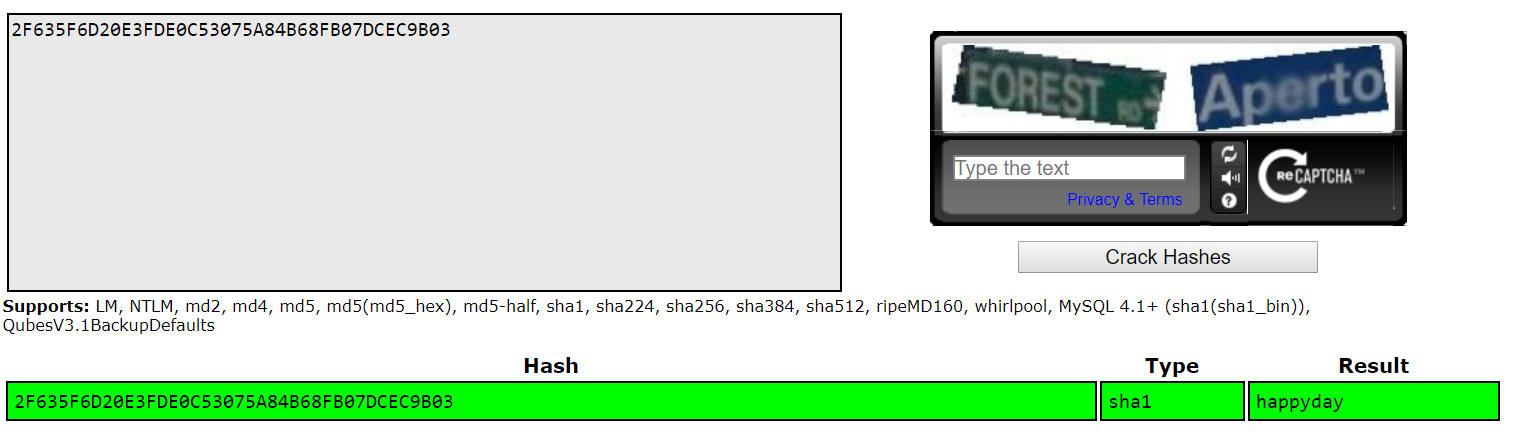 2F635F6D20E3FDE0C53075A84B68FB07DCEC9B03
FOREST RD
Aperto
Type the text
Privacy & Terms
ReCAPTCHA™
Crack Hashes
Supports: LM, NTLM, md2, md4, md5, md5(md5_hex), md5-half, sha1, sha224, sha256, sha384, sha512, ripeMD160, whirlpool, MySQL 4.1+ (sha1(sha1_bin)),
QubesV3.1BackupDefaults
Hash Type Result
2F635F6D20E3FDE0C53075A84B68FB07DCEC9B03 sha1 happyday